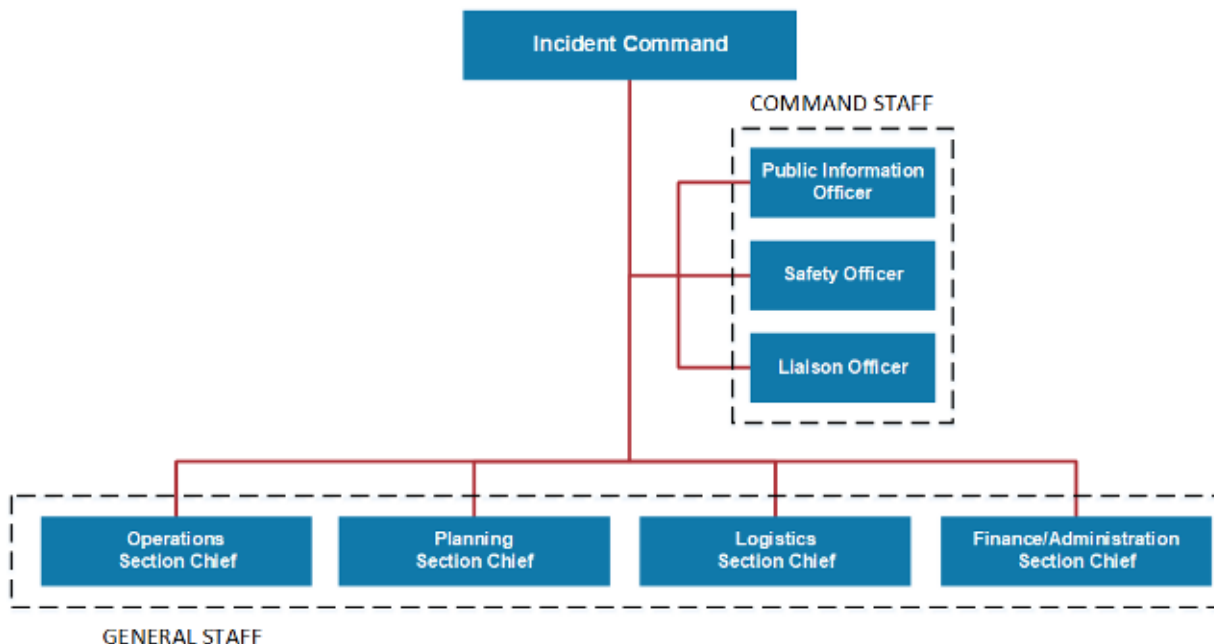 Incident Command
COMMAND STAFF
Public Information
Officer
Safety Officer
Liaison Officer
Operations
Section Chief
Planning
Section Chief
Logistics
Section Chief
Finance/Administration
Section Chief
GENERAL STAFF